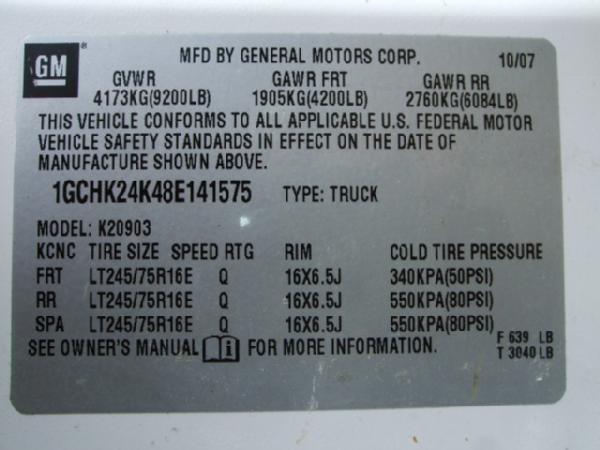 GM ® MFD BY GENERAL MOTORS CORP. 10/07
GVWR GAWR FRT GAWR RR
4173KG(9200LB) 1905KG(4200LB) 2760KG(6084LB)
THIS VEHICLE CONFORMS TO ALL APPLICABLE U.S. FEDERAL MOTOR
VEHICLE SAFETY STANDARDS IN EFFECT ON THE DATE OF
MANUFACTURE SHOWN ABOVE.
1GCHK24K48E141575 TYPE: TRUCK
MODEL: K20903
KCNC TIRE SIZE SPEED RTG RIM COLD TIRE PRESSURE
FRT LT245/75R16E Q 16X6.5J 340KPA(50PSI)
RR LT245/75R16E Q 16X6.5J 550KPA(80PSI)
SPA LT245/75R16E Q 16X6.5J 550KPA(80PSI)
SEE OWNER'S MANUAL i FOR MORE INFORMATION.
F 639 LB
T 3040 LB